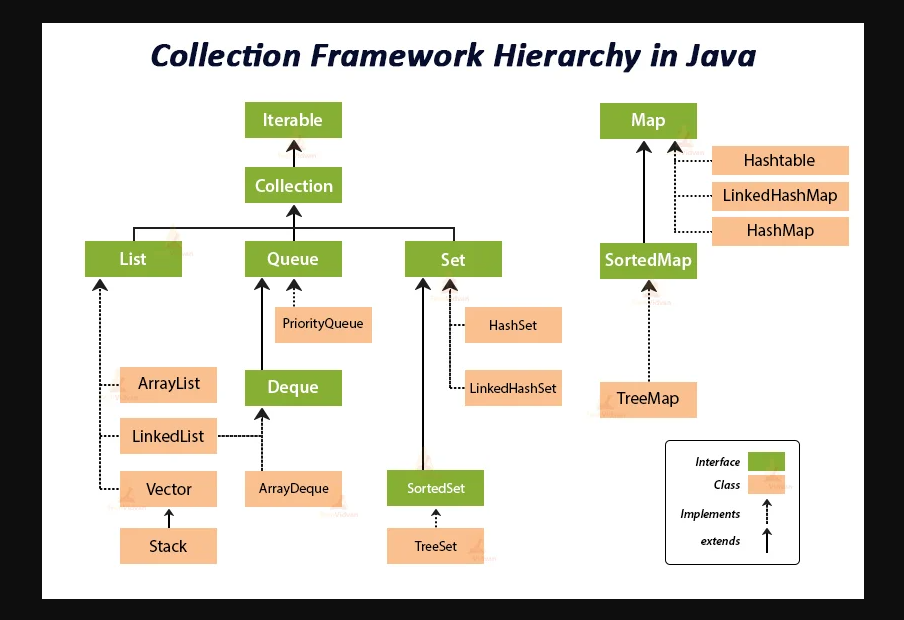 Collection Framework Hierarchy in Java
Iterable
Map
Hashtable
Collection
LinkedHashMap
HashMap
List
Queue
Set
SortedMap
PriorityQueue
HashSet
ArrayList
Deque
LinkedHashSet
TreeMap
LinkedList
Vector
ArrayDeque
SortedSet
Stack
TreeSet
Interface
Class
Implements
extends